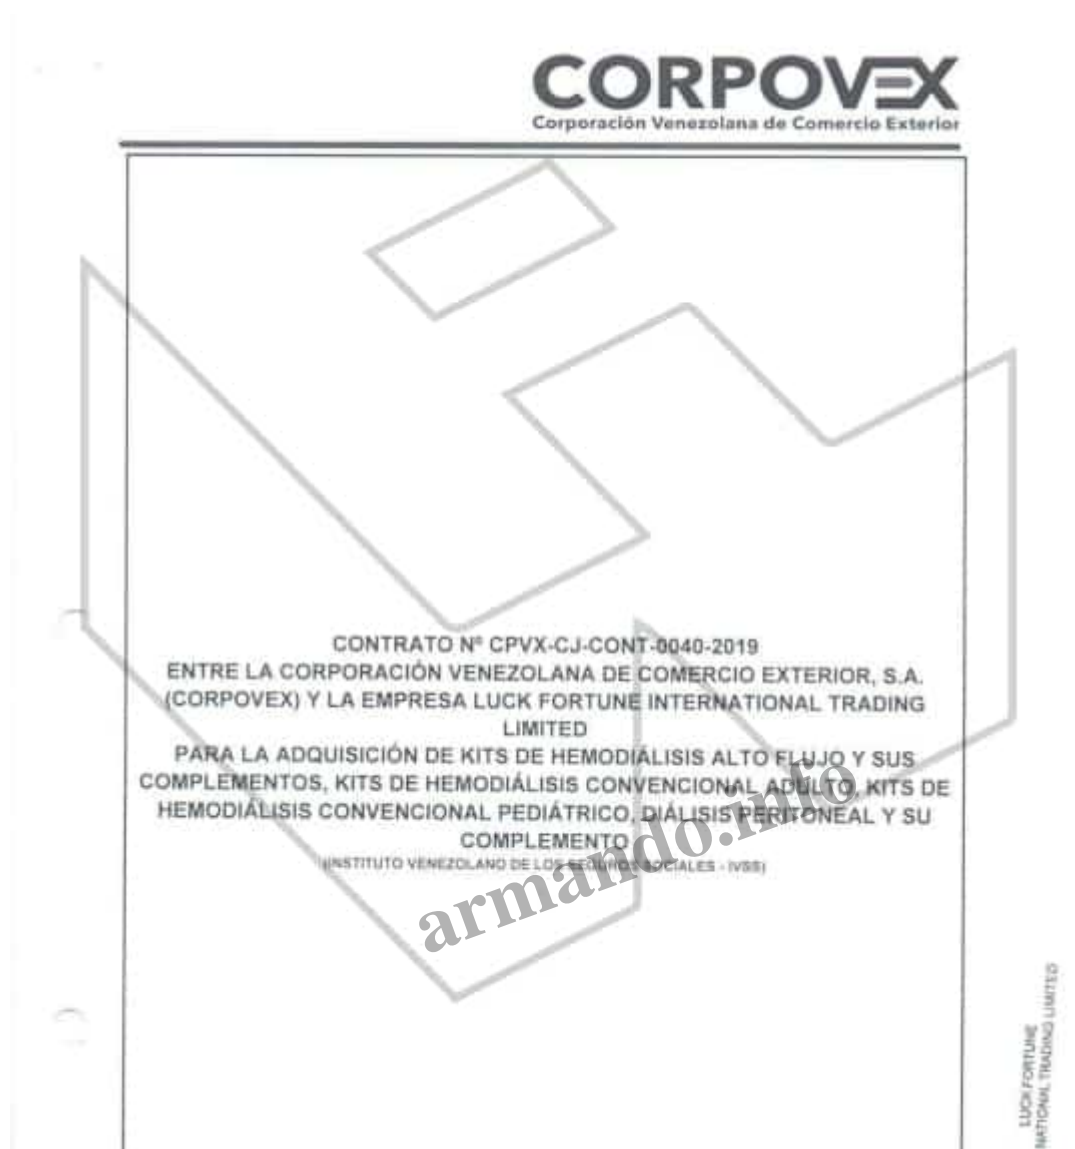 CORPOVEX
Corporación Venezolana de Comercio Exterior
CONTRATO Nº CPVX-CJ-CONT-0040-2019
ENTRE LA CORPORACIÓN VENEZOLANA DE COMERCIO EXTERIOR, S.A.
(CORPOVEX) Y LA EMPRESA LUCK FORTUNE INTERNATIONAL TRADING
LIMITED
PARA LA ADQUISICIÓN DE KITS DE HEMODIÁLISIS ALTO FLUJO Y SUS
COMPLEMENTOS, KITS DE HEMODIÁLISIS CONVENCIONAL ADULTO, KITS DE
HEMODIÁLISIS CONVENCIONAL PEDIÁTRICO, DIÁLISIS PERITONEAL Y SU
COMPLEMENTO
(INSTITUTO VENEZOLANO DE LOS SEGUROS SOCIALES - IVSS)
armando.info
LUCK FORTUNE
NATIONAL TRADING LIMITED